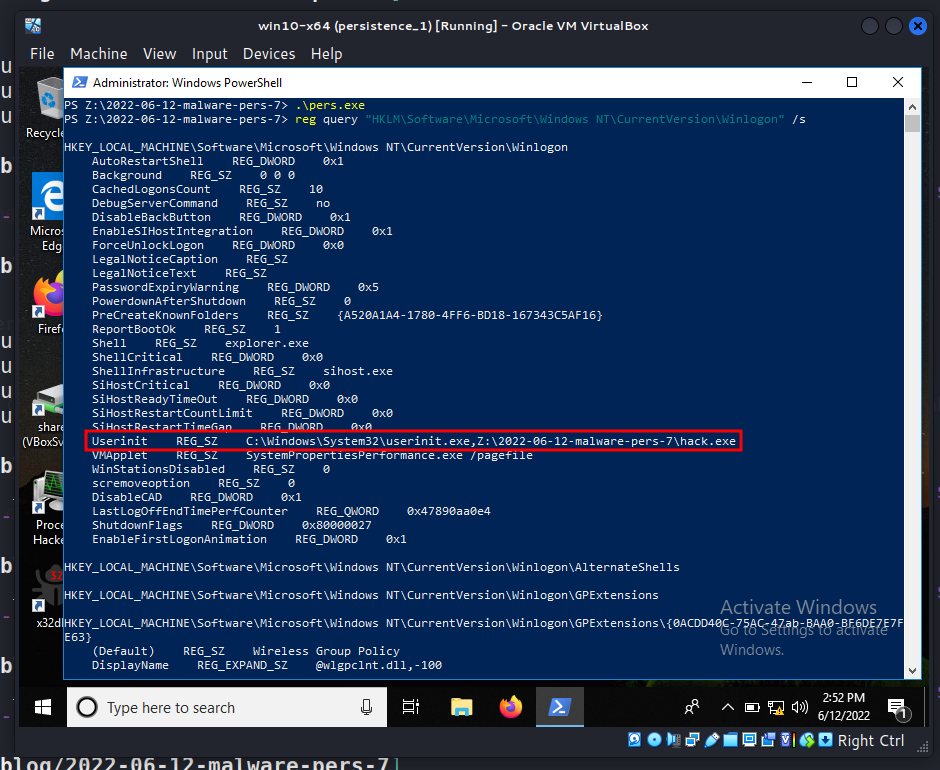 win10-x64 (persistence_1) [Running] - Oracle VM VirtualBox
File Machine View Input Devices Help
Administrator: Windows PowerShell
PS Z:\2022-06-12-malware-pers-7> .\pers.exe
PS Z:\2022-06-12-malware-pers-7> reg query "HKLM\Software\Microsoft\Windows NT\CurrentVersion\Winlogon" /s
HKEY_LOCAL_MACHINE\Software\Microsoft\Windows NT\CurrentVersion\Winlogon
AutoRestartShell REG_DWORD 0x1
Background REG_SZ 0 0 0
CachedLogonsCount REG_SZ 10
DebugServerCommand REG_SZ no
DisableBackButton REG_DWORD 0x1
EnableSIHostIntegration REG_DWORD 0x1
ForceUnlockLogon REG_DWORD 0x0
LegalNoticeCaption REG_SZ
LegalNoticeText REG_SZ
PasswordExpiryWarning REG_DWORD 0x5
PowerdownAfterShutdown REG_SZ 0
PreCreateKnownFolders REG_SZ {A520A1A4-1780-4FF6-BD18-167343C5AF16}
ReportBootOk REG_SZ 1
Shell REG_SZ explorer.exe
ShellCritical REG_DWORD 0x0
ShellInfrastructure REG_SZ sihost.exe
SiHostCritical REG_DWORD 0x0
SiHostReadyTimeOut REG_DWORD 0x0
SiHostRestartCountLimit REG_DWORD 0x0
SiHostRestartTimeGap REG_DWORD 0x0
Userinit REG_SZ C:\Windows\System32\userinit.exe,Z:\2022-06-12-malware-pers-7\hack.exe
VMApplet REG_SZ SystemPropertiesPerformance.exe /pagefile
WinStationsDisabled REG_SZ 0
scremoveoption REG_SZ 0
DisableCAD REG_DWORD 0x1
LastLogOffEndTimePerfCounter REG_QWORD 0x47890aa0e4
ShutdownFlags REG_DWORD 0x80000027
EnableFirstLogonAnimation REG_DWORD 0x1
HKEY_LOCAL_MACHINE\Software\Microsoft\Windows NT\CurrentVersion\Winlogon\AlternateShells
HKEY_LOCAL_MACHINE\Software\Microsoft\Windows NT\CurrentVersion\Winlogon\GPExtensions
HKEY_LOCAL_MACHINE\Software\Microsoft\Windows NT\CurrentVersion\Winlogon\GPExtensions\{0ACDD40C-75AC-47ab-BAA0-BF6DE7E7F
E63}
(Default) REG_SZ Wireless Group Policy
DisplayName REG_EXPAND_SZ @wlgpclnt.dll,-100
Recycle
Micros
Edg
Firef
share
(VBoxSv
Proce
Hacke
x32d
Activate Windows
Go to Settings to activate
Windows.
Type here to search
2:52 PM
6/12/2022
1
Right Ctrl
blog/2022-06-12-malware-pers-7]